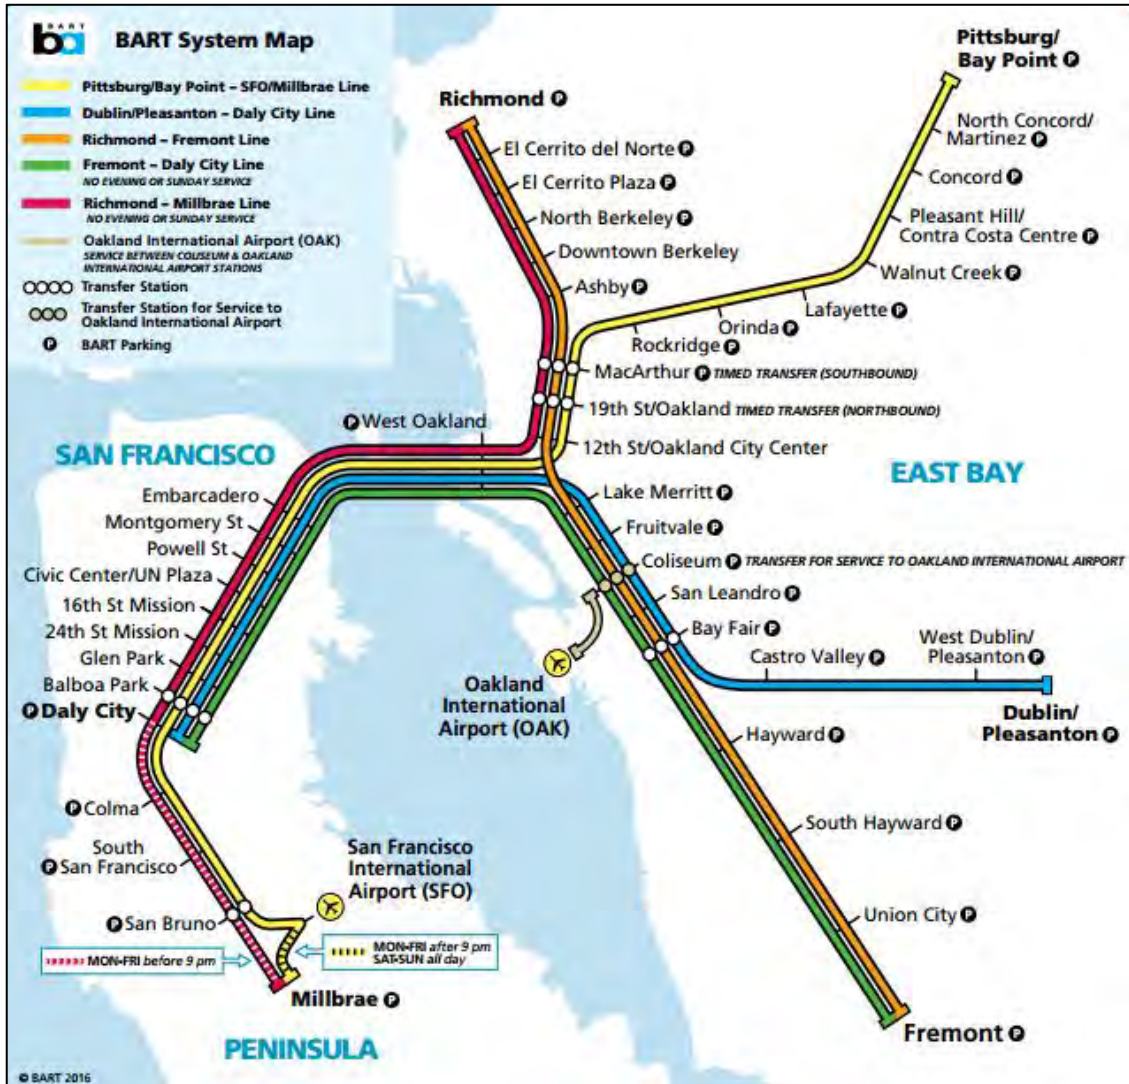 BART
ba
BART System Map
Pittsburg/Bay Point – SFO/Millbrae Line
Dublin/Pleasanton – Daly City Line
Richmond – Fremont Line
Fremont – Daly City Line
NO EVENING OR SUNDAY SERVICE
Richmond – Millbrae Line
NO EVENING OR SUNDAY SERVICE
Oakland International Airport (OAK)
SERVICE BETWEEN COLISEUM & OAKLAND
INTERNATIONAL AIRPORT STATIONS
Transfer Station
Transfer Station for Service to
Oakland International Airport
P BART Parking
Pittsburg/
Bay Point P
Richmond P
North Concord/
Martinez P
El Cerrito del Norte P
Concord P
El Cerrito Plaza P
North Berkeley P
Pleasant Hill/
Contra Costa Centre P
Downtown Berkeley
Walnut Creek P
Ashby P
Lafayette P
Orinda P
Rockridge P
MacArthur P TIMED TRANSFER (SOUTHBOUND)
19th St/Oakland TIMED TRANSFER (NORTHBOUND)
P West Oakland
12th St/Oakland City Center
SAN FRANCISCO
EAST BAY
Embarcadero
Lake Merritt P
Montgomery St
Fruitvale P
Powell St
Coliseum P TRANSFER FOR SERVICE TO OAKLAND INTERNATIONAL AIRPORT
Civic Center/UN Plaza
San Leandro P
16th St Mission
24th St Mission
Bay Fair P
West Dublin/
Pleasanton P
Glen Park
Castro Valley P
Balboa Park
Oakland
International
Airport (OAK)
P Daly City
Dublin/
Pleasanton P
Hayward P
P Colma
South Hayward P
South
P San Francisco
San Francisco
International
Airport (SFO)
P San Bruno
Union City P
MON-FRI before 9 pm
MON-FRI after 9 pm
SAT-SUN all day
Millbrae P
Fremont P
PENINSULA
© BART 2016